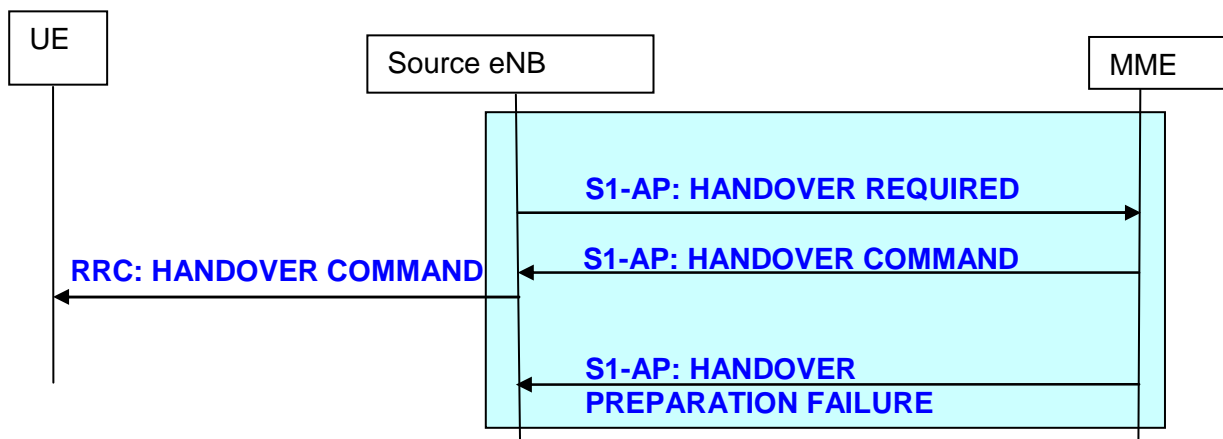 UE
Source eNB
MME
S1-AP: HANDOVER REQUIRED
S1-AP: HANDOVER COMMAND
RRC: HANDOVER COMMAND
S1-AP: HANDOVER
PREPARATION FAILURE